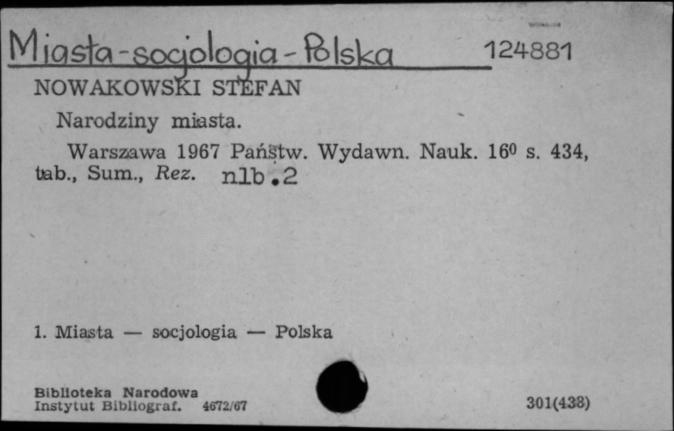 Miasta-socjologia-Polska 124881
NOWAKOWSKI STEFAN
Narodziny miasta.
Warszawa 1967 Państw. Wydawn. Nauk. 16⁰ s. 434,
tab., Sum., Rez. nlb.2
1. Miasta — socjologia — Polska
Biblioteka Narodowa
Instytut Bibliograf. 4672/67
301(438)